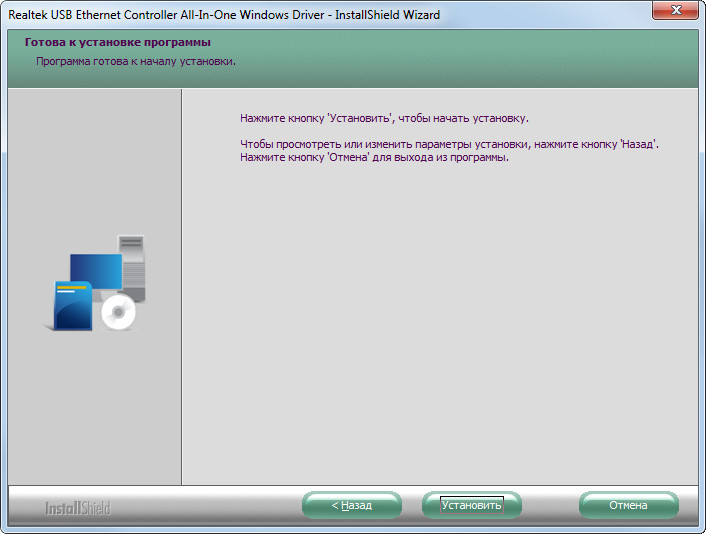 Realtek USB Ethernet Controller All-In-One Windows Driver - InstallShield Wizard
Готова к установке программы
Программа готова к началу установки.
Нажмите кнопку 'Установить', чтобы начать установку.
Чтобы просмотреть или изменить параметры установки, нажмите кнопку 'Назад'.
Нажмите кнопку 'Отмена' для выхода из программы.
InstallShield
< Назад
Установить
Отмена